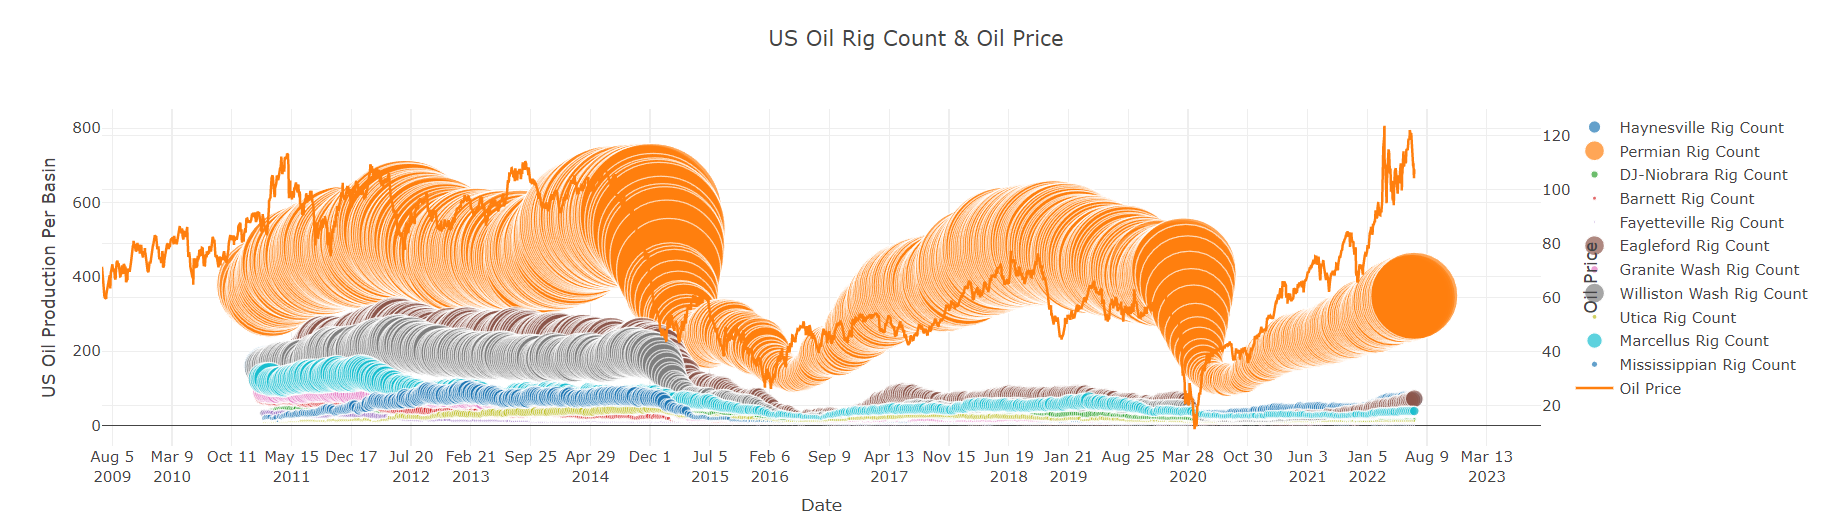 US Oil Rig Count & Oil Price
US Oil Production Per Basin
800
600
400
200
0
120
100
80
60
40
20
Oil Price
Aug 5 2009
Mar 9 2010
Oct 11
May 15 2011
Dec 17
Jul 20 2012
Feb 21 2013
Sep 25
Apr 29 2014
Dec 1
Jul 5 2015
Feb 6 2016
Sep 9
Apr 13 2017
Nov 15
Jun 19 2018
Jan 21 2019
Aug 25
Mar 28 2020
Oct 30
Jun 3 2021
Jan 5 2022
Aug 9
Mar 13 2023
Date
Haynesville Rig Count
Permian Rig Count
DJ-Niobrara Rig Count
Barnett Rig Count
Fayetteville Rig Count
Eagleford Rig Count
Granite Wash Rig Count
Williston Wash Rig Count
Utica Rig Count
Marcellus Rig Count
Mississippian Rig Count
Oil Price